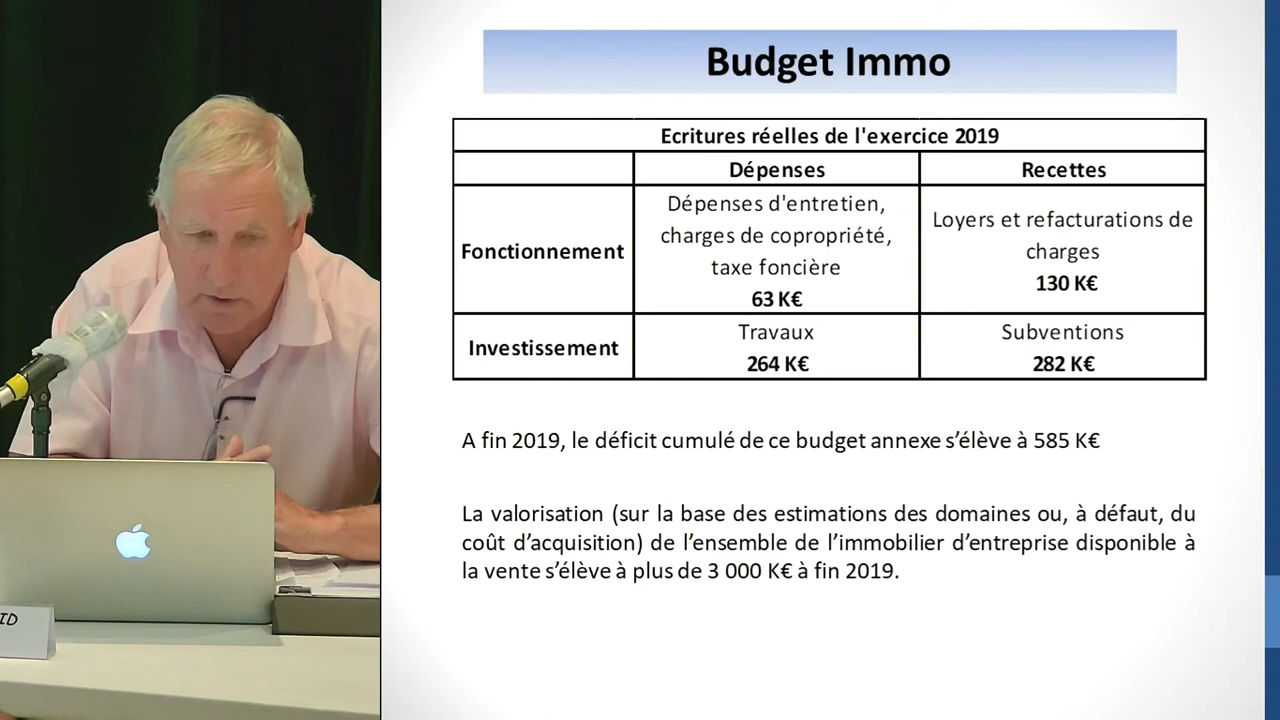 Budget Immo
Ecritures réelles de l'exercice 2019
Dépenses
Recettes
Fonctionnement
Dépenses d'entretien,
charges de copropriété,
taxe foncière
63 K€
Loyers et refacturations de
charges
130 K€
Investissement
Travaux
264 K€
Subventions
282 K€
A fin 2019, le déficit cumulé de ce budget annexe s’élève à 585 K€
La valorisation (sur la base des estimations des domaines ou, à défaut, du
coût d’acquisition) de l’ensemble de l’immobilier d’entreprise disponible à
la vente s’élève à plus de 3 000 K€ à fin 2019.
ID